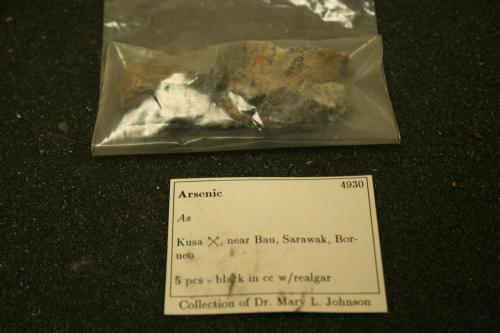 Arsenic 4930
As
Kusa ⚒, near Bau, Sarawak, Bor-
neo
5 pcs - black in cc w/realgar
Collection of Dr. Mary L. Johnson